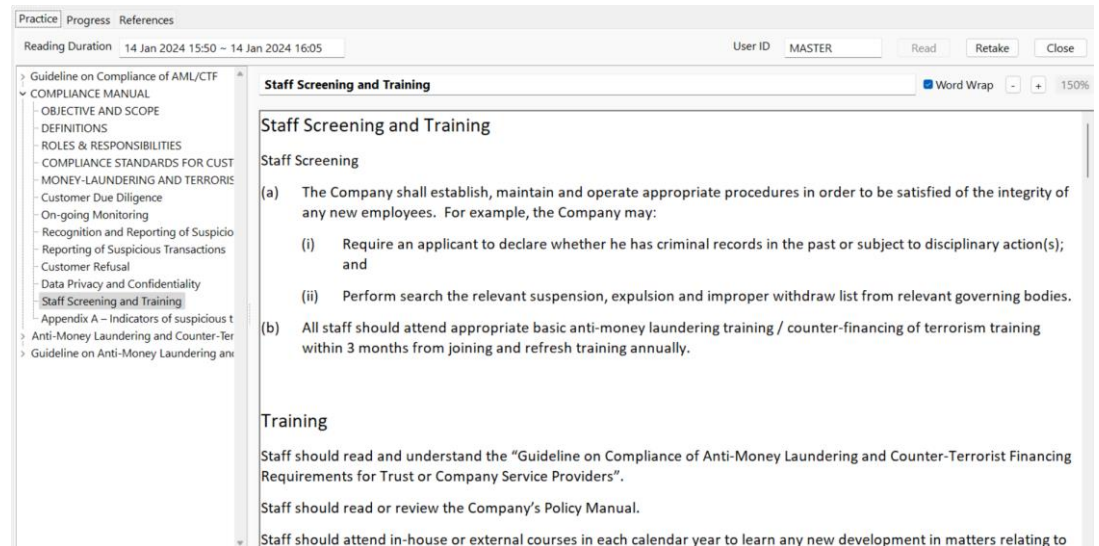 Practice Progress References
Reading Duration 14 Jan 2024 15:50 ~ 14 Jan 2024 16:05 User ID MASTER Read Retake Close
Guideline on Compliance of AML/CTF
COMPLIANCE MANUAL
OBJECTIVE AND SCOPE
DEFINITIONS
ROLES & RESPONSIBILITIES
COMPLIANCE STANDARDS FOR CUST
MONEY-LAUNDERING AND TERRORIS
Customer Due Diligence
On-going Monitoring
Recognition and Reporting of Suspicio
Reporting of Suspicious Transactions
Customer Refusal
Data Privacy and Confidentiality
Staff Screening and Training
Appendix A – Indicators of suspicious t
Anti-Money Laundering and Counter-Ter
Guideline on Anti-Money Laundering and
Staff Screening and Training Word Wrap - + 150%
Staff Screening and Training
Staff Screening
(a) The Company shall establish, maintain and operate appropriate procedures in order to be satisfied of the integrity of
any new employees. For example, the Company may:
(i) Require an applicant to declare whether he has criminal records in the past or subject to disciplinary action(s);
and
(ii) Perform search the relevant suspension, expulsion and improper withdraw list from relevant governing bodies.
(b) All staff should attend appropriate basic anti-money laundering training / counter-financing of terrorism training
within 3 months from joining and refresh training annually.
Training
Staff should read and understand the “Guideline on Compliance of Anti-Money Laundering and Counter-Terrorist Financing
Requirements for Trust or Company Service Providers”.
Staff should read or review the Company’s Policy Manual.
Staff should attend in-house or external courses in each calendar year to learn any new development in matters relating to